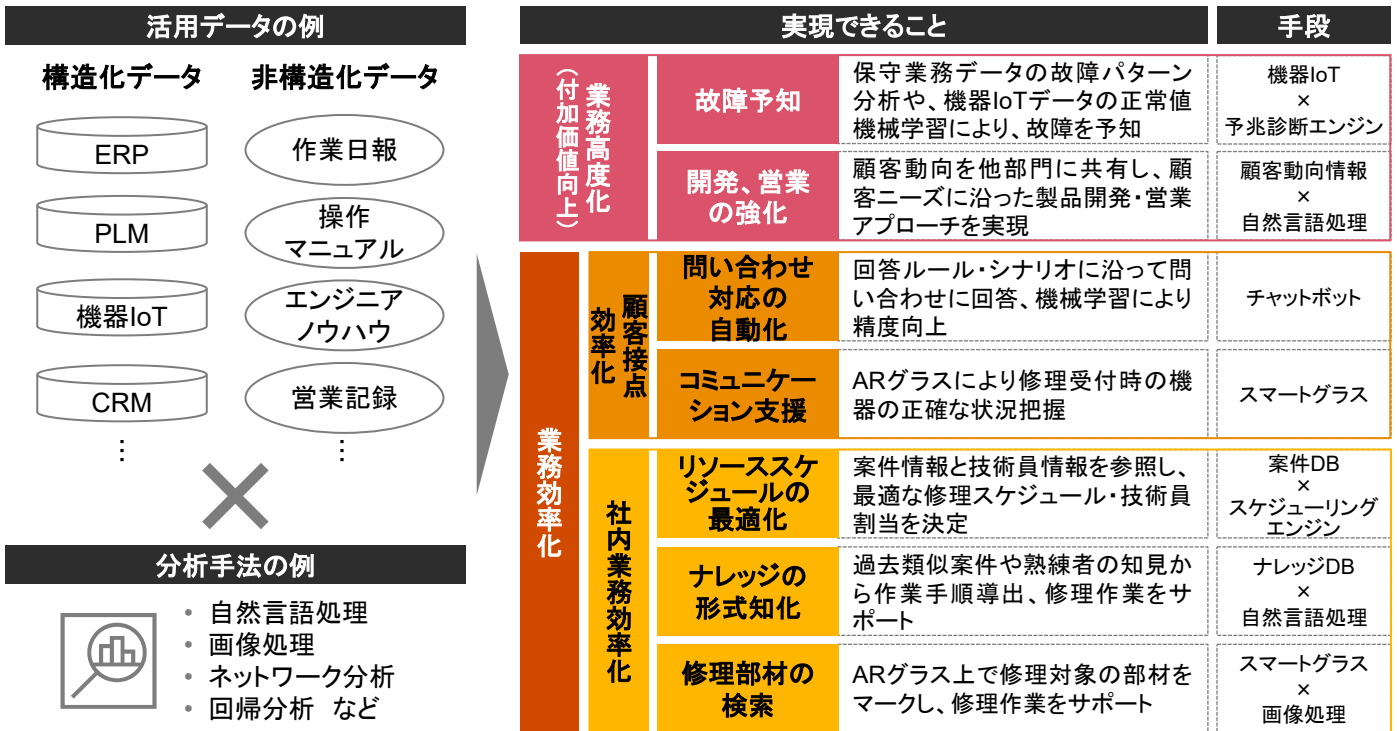 活用データの例
構造化データ
非構造化データ
ERP
PLM
機器IoT
CRM
⋮
作業日報
操作
マニュアル
エンジニア
ノウハウ
営業記録
⋮
分析手法の例
• 自然言語処理
• 画像処理
• ネットワーク分析
• 回帰分析 など
実現できること
手段
業務高度化
（付加価値向上）
故障予知
保守業務データの故障パターン
分析や、機器IoTデータの正常値
機械学習により、故障を予知
機器IoT
×
予兆診断エンジン
開発、営業
の強化
顧客動向を他部門に共有し、顧
客ニーズに沿った製品開発・営業
アプローチを実現
顧客動向情報
×
自然言語処理
業務効率化
顧客接点
効率化
問い合わせ
対応の
自動化
回答ルール・シナリオに沿って問
い合わせに回答、機械学習により
精度向上
チャットボット
コミュニケー
ション支援
ARグラスにより修理受付時の機
器の正確な状況把握
スマートグラス
社内業務効率化
リソーススケ
ジュールの
最適化
案件情報と技術員情報を参照し、
最適な修理スケジュール・技術員
割当を決定
案件DB
×
スケジューリング
エンジン
ナレッジの
形式知化
過去類似案件や熟練者の知見か
ら作業手順導出、修理作業をサ
ポート
ナレッジDB
×
自然言語処理
修理部材の
検索
ARグラス上で修理対象の部材を
マークし、修理作業をサポート
スマートグラス
×
画像処理